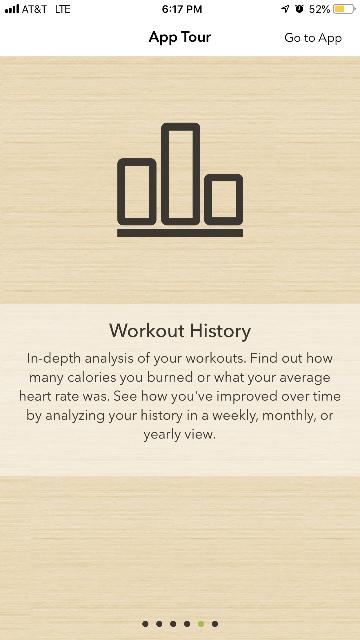 AT&T LTE 6:17 PM 52%
App Tour Go to App
Workout History
In-depth analysis of your workouts. Find out how
many calories you burned or what your average
heart rate was. See how you've improved over time
by analyzing your history in a weekly, monthly, or
yearly view.